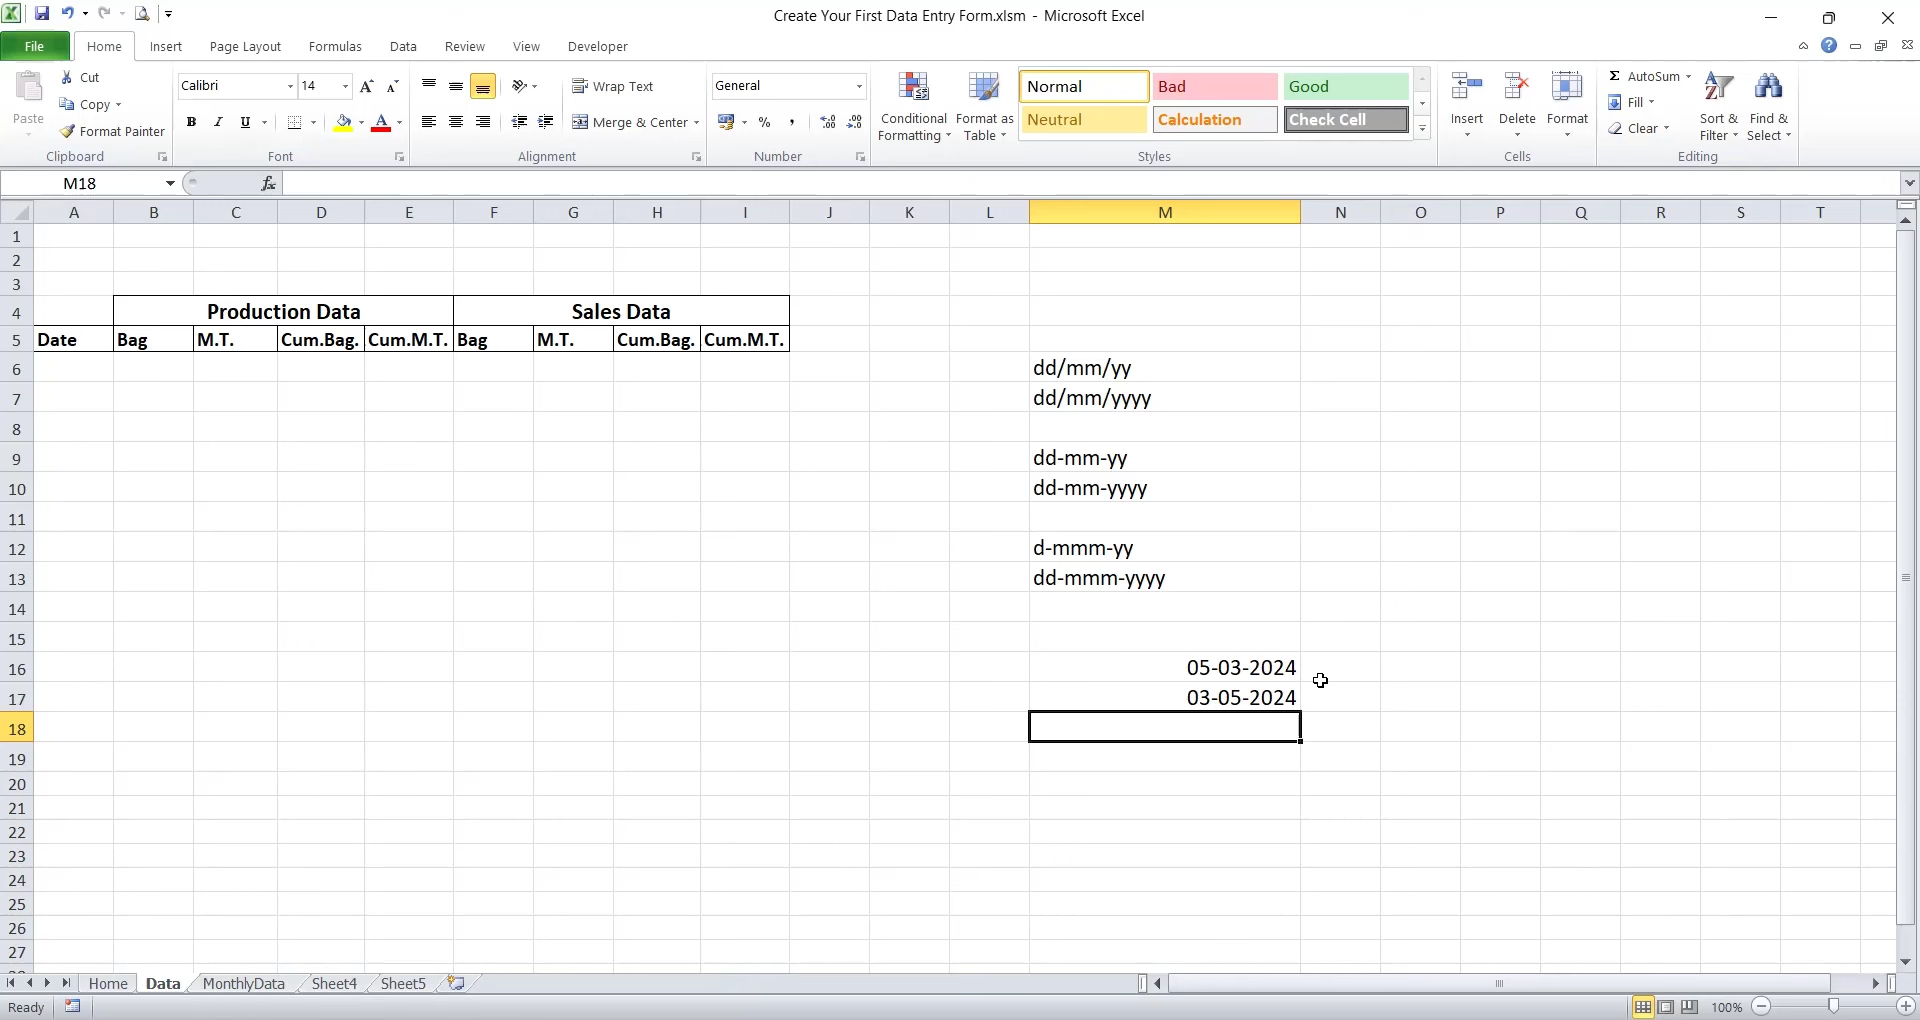 Create Your First Data Entry Form.xlsm - Microsoft Excel
File Home Insert Page Layout Formulas Data Review View Developer
Paste Cut Copy Format Painter
Calibri 14
B I U
Wrap Text
Merge & Center
General
% ,
Conditional Formatting
Format as Table
Normal Bad Good
Neutral Calculation Check Cell
Insert Delete Format
AutoSum
Fill
Clear
Sort & Filter
Find & Select
Clipboard Font Alignment Number Styles Cells Editing
M18 fx
A B C D E F G H I J K L M N O P Q R S T
1
2
3
4 Production Data Sales Data
5 Date Bag M.T. Cum.Bag. Cum.M.T. Bag M.T. Cum.Bag. Cum.M.T.
6 dd/mm/yy
7 dd/mm/yyyy
8
9 dd-mm-yy
10 dd-mm-yyyy
11
12 d-mmm-yy
13 dd-mmm-yyyy
14
15
16 05-03-2024
17 03-05-2024
18
19
20
21
22
23
24
25
26
27
Home Data MonthlyData Sheet4 Sheet5
Ready 100%